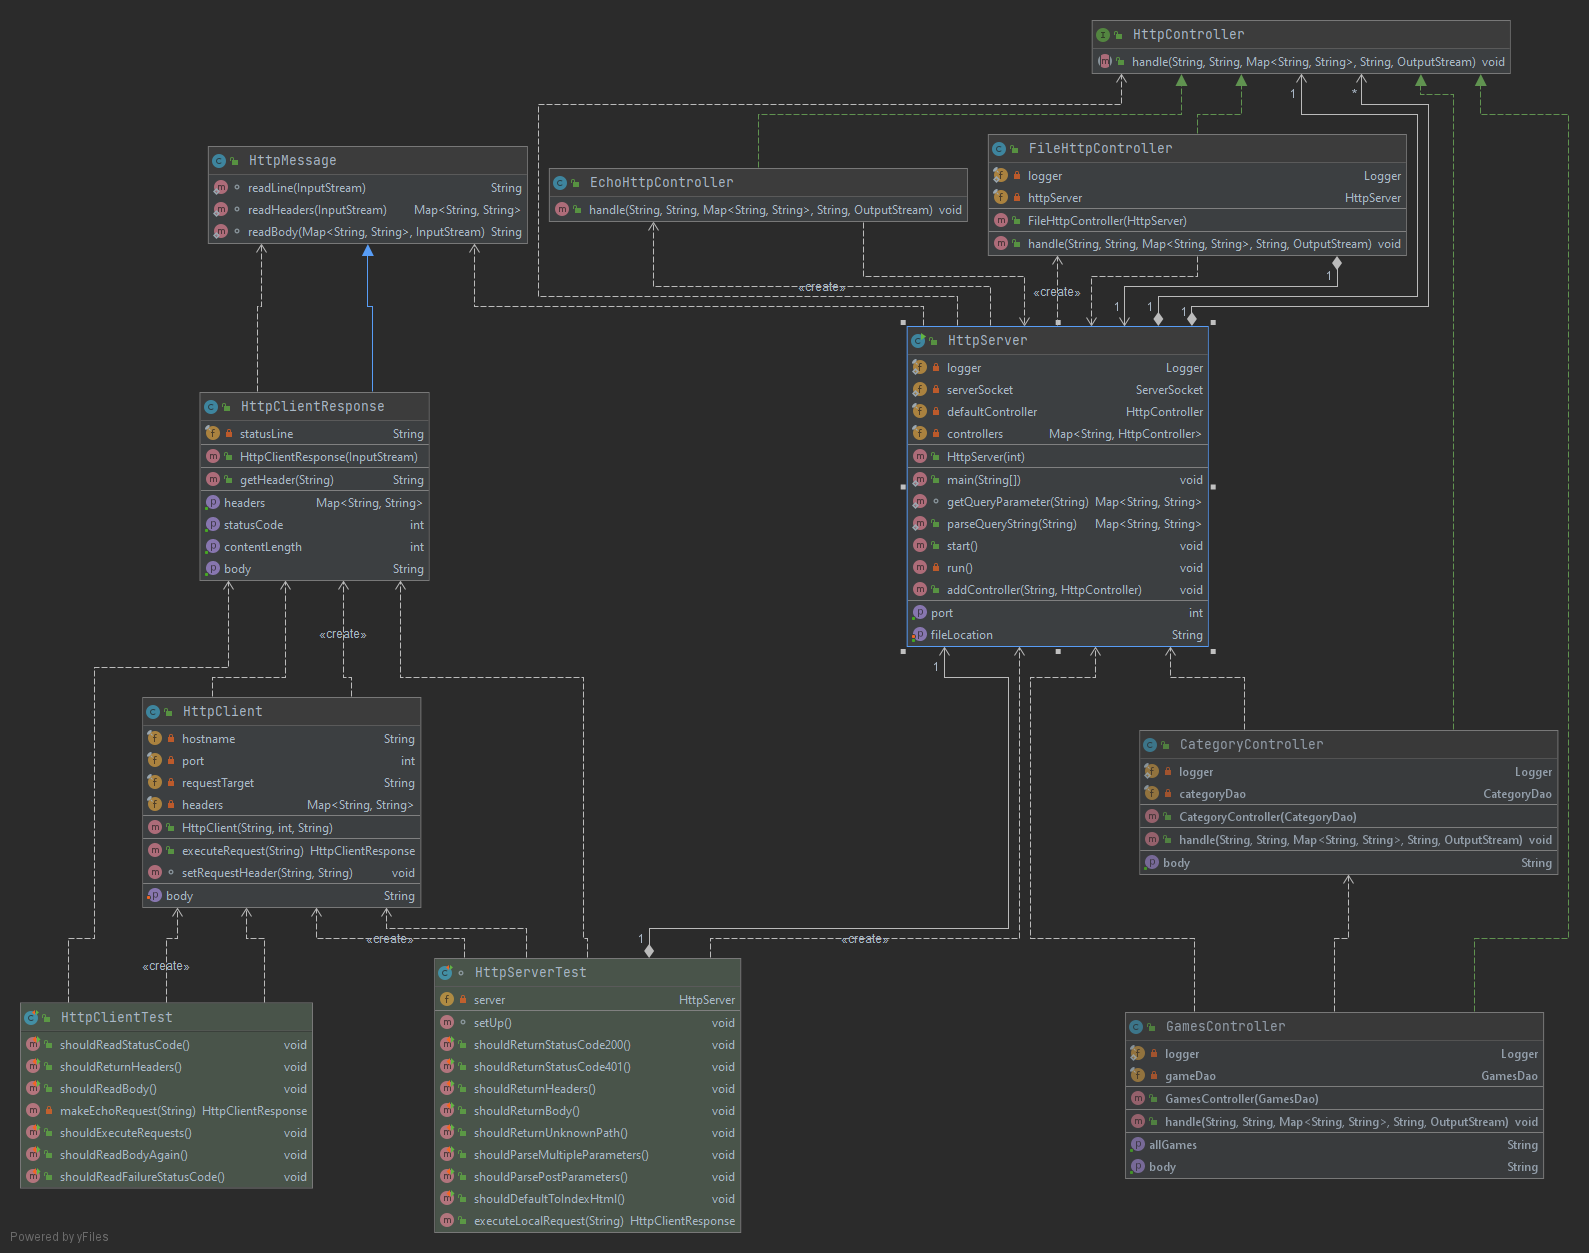 HttpController
handle(String, String, Map<String, String>, String, OutputStream) void
1
*
HttpMessage
readLine(InputStream) String
readHeaders(InputStream) Map<String, String>
readBody(Map<String, String>, InputStream) String
EchoHttpController
handle(String, String, Map<String, String>, String, OutputStream) void
FileHttpController
logger Logger
httpServer HttpServer
FileHttpController(HttpServer)
handle(String, String, Map<String, String>, String, OutputStream) void
1
«create»
«create»
1
1
1
HttpServer
logger Logger
serverSocket ServerSocket
defaultController HttpController
controllers Map<String, HttpController>
HttpServer(int)
main(String[]) void
getQueryParameter(String) Map<String, String>
parseQueryString(String) Map<String, String>
start() void
run() void
addController(String, HttpController) void
port int
fileLocation String
1
HttpClientResponse
statusLine String
HttpClientResponse(InputStream)
getHeader(String) String
headers Map<String, String>
statusCode int
contentLength int
body String
«create»
HttpClient
hostname String
port int
requestTarget String
headers Map<String, String>
HttpClient(String, int, String)
executeRequest(String) HttpClientResponse
setRequestHeader(String, String) void
body String
CategoryController
logger Logger
categoryDao CategoryDao
CategoryController(CategoryDao)
handle(String, String, Map<String, String>, String, OutputStream) void
body String
«create»
1
«create»
«create»
HttpClientTest
shouldReadStatusCode() void
shouldReturnHeaders() void
shouldReadBody() void
makeEchoRequest(String) HttpClientResponse
shouldExecuteRequests() void
shouldReadBodyAgain() void
shouldReadFailureStatusCode() void
HttpServerTest
server HttpServer
setUp() void
shouldReturnStatusCode200() void
shouldReturnStatusCode401() void
shouldReturnHeaders() void
shouldReturnBody() void
shouldReturnUnknownPath() void
shouldParseMultipleParameters() void
shouldParsePostParameters() void
shouldDefaultToIndexHtml() void
executeLocalRequest(String) HttpClientResponse
GamesController
logger Logger
gameDao GamesDao
GamesController(GamesDao)
handle(String, String, Map<String, String>, String, OutputStream) void
allGames String
body String
Powered by yFiles